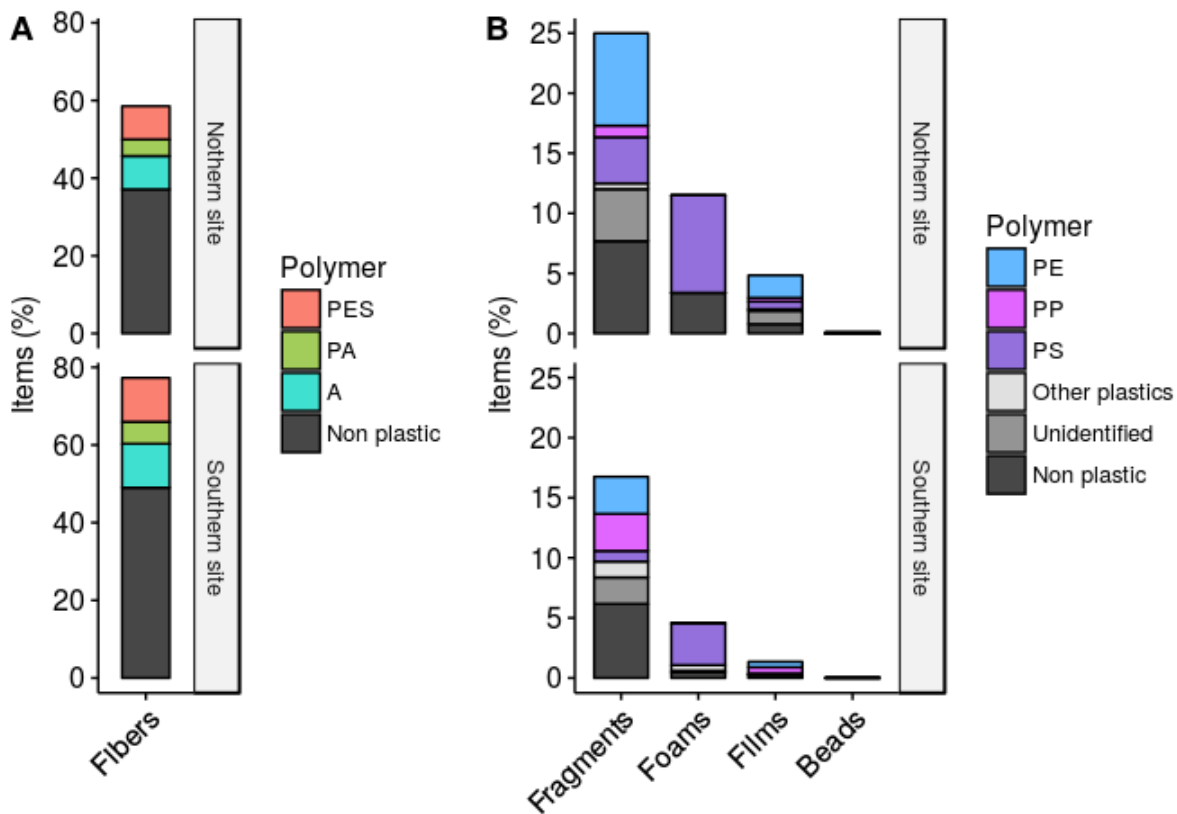 A
80
60
40
20
0
Nothern site
80
60
40
20
0
Southern site
Items (%)
FIbers
Polymer
PES
PA
A
Non plastic
B
25
20
15
10
5
0
Nothern site
25
20
15
10
5
0
Southern site
Items (%)
Fragments
Foams
FIlms
Beads
Polymer
PE
PP
PS
Other plastics
Unidentified
Non plastic